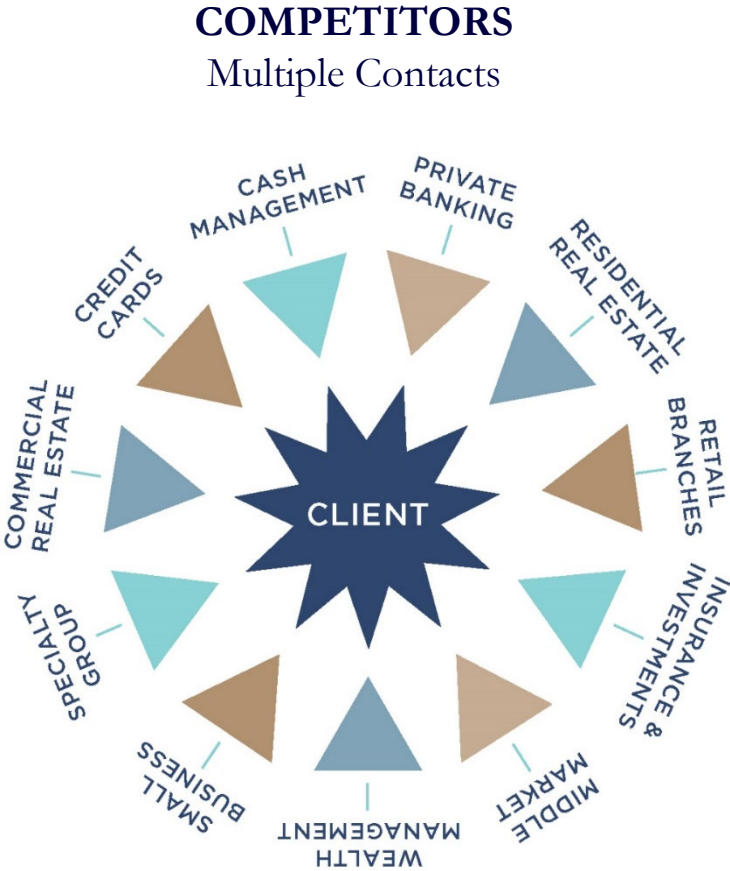 COMPETITORS
Multiple Contacts
CASH
MANAGEMENT
PRIVATE
BANKING
RESIDENTIAL
REAL ESTATE
RETAIL
BRANCHES
INSURANCE &
INVESTMENTS
MIDDLE
MARKET
WEALTH
MANAGEMENT
SMALL
BUSINESS
SPECIALTY
GROUP
COMMERCIAL
REAL ESTATE
CREDIT
CARDS
CLIENT